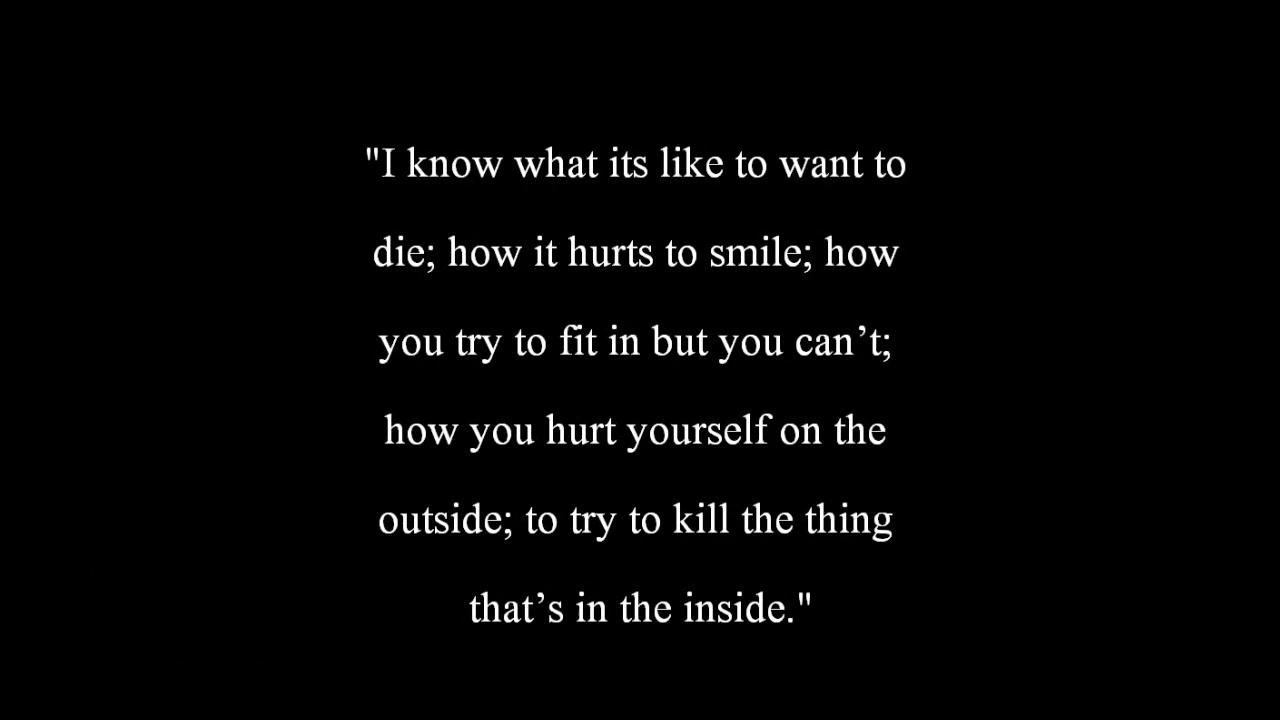 "I know what its like to want to
die; how it hurts to smile; how
you try to fit in but you can’t;
how you hurt yourself on the
outside; to try to kill the thing
that’s in the inside."